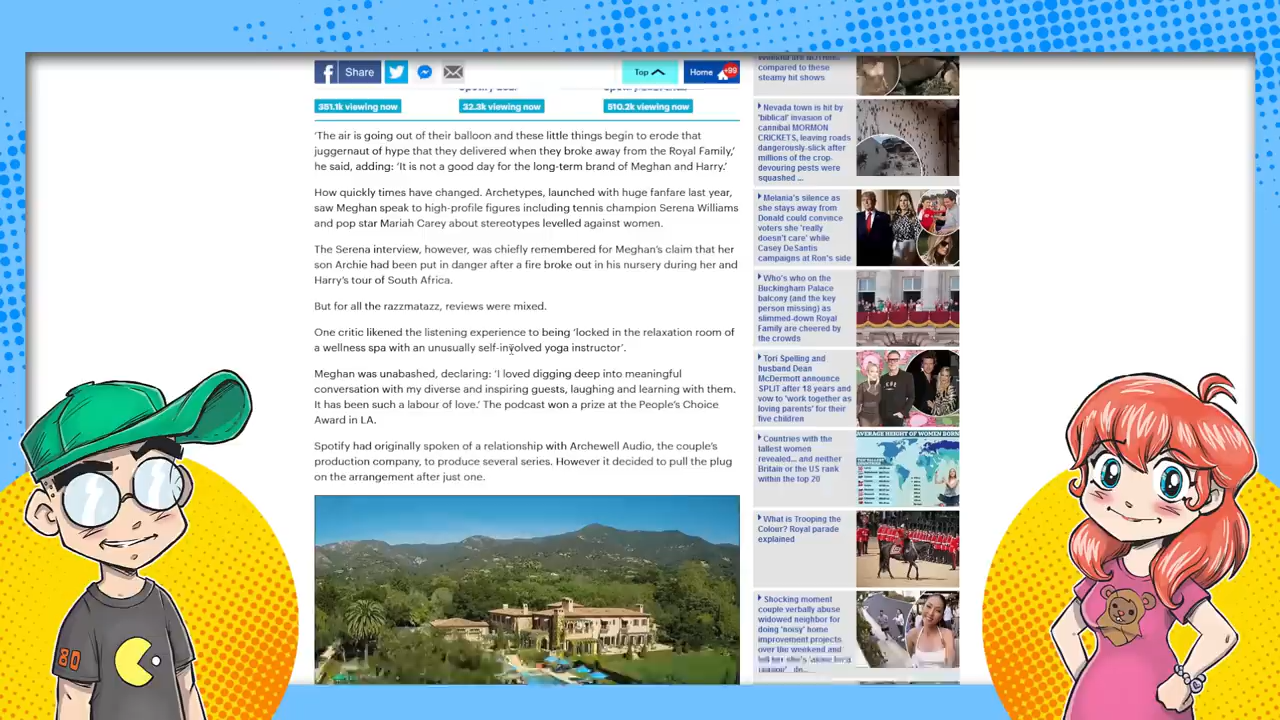 Share
Top
Home
+99
351.1k viewing now
32.3k viewing now
510.2k viewing now
'The air is going out of their balloon and these little things begin to erode that
juggernaut of hype that they delivered when they broke away from the Royal Family,'
he said, adding: 'It is not a good day for the long-term brand of Meghan and Harry.'
How quickly times have changed. Archetypes, launched with huge fanfare last year,
saw Meghan speak to high-profile figures including tennis champion Serena Williams
and pop star Mariah Carey about stereotypes levelled against women.
The Serena interview, however, was chiefly remembered for Meghan's claim that her
son Archie had been put in danger after a fire broke out in his nursery during her and
Harry's tour of South Africa.
But for all the razzmatazz, reviews were mixed.
One critic likened the listening experience to being 'locked in the relaxation room of
a wellness spa with an unusually self-involved yoga instructor'.
Meghan was unabashed, declaring: 'I loved digging deep into meaningful
conversation with my diverse and inspiring guests, laughing and learning with them.
It has been such a labour of love.' The podcast won a prize at the People's Choice
Award in LA.
Spotify had originally spoken of a relationship with Archewell Audio, the couple's
production company, to produce several series. However it decided to pull the plug
on the arrangement after just one.
compared to these
steamy hit shows
Nevada town is hit by
'biblical' invasion of
cannibal MORMON
CRICKETS, leaving roads
dangerously-slick after
millions of the crop-
devouring pests were
squashed ...
Melania's silence as
she stays away from
Donald could convince
voters she 'really
doesn't care' while
Casey DeSantis
campaigns at Ron's side
Who's who on the
Buckingham Palace
balcony (and the key
person missing) as
slimmed-down Royal
Family are cheered by
the crowds
Tori Spelling and
husband Dean
McDermott announce
SPLIT after 18 years and
vow to 'work together as
loving parents' for their
five children
Countries with the
tallest women
revealed... and neither
Britain or the US rank
within the top 20
AVERAGE HEIGHT OF WOMEN BORN
What is Trooping the
Colour? Royal parade
explained
Shocking moment
couple verbally abuse
widowed neighbor for
doing 'noisy' home
improvement projects
over the weekend and
80